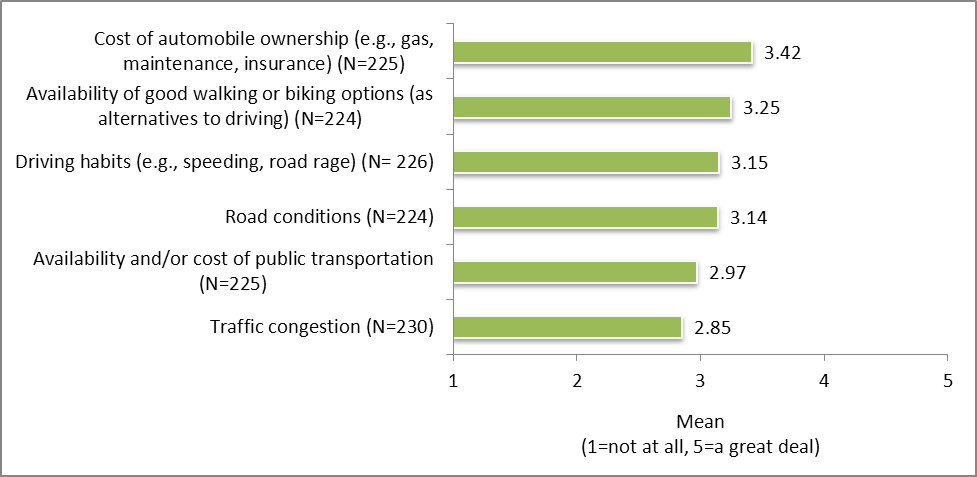 Cost of automobile ownership (e.g., gas,
maintenance, insurance) (N=225)
3.42
Availability of good walking or biking options (as
alternatives to driving) (N=224)
3.25
Driving habits (e.g., speeding, road rage) (N= 226)
3.15
Road conditions (N=224)
3.14
Availability and/or cost of public transportation
(N=225)
2.97
Traffic congestion (N=230)
2.85
1 2 3 4 5
Mean
(1=not at all, 5=a great deal)